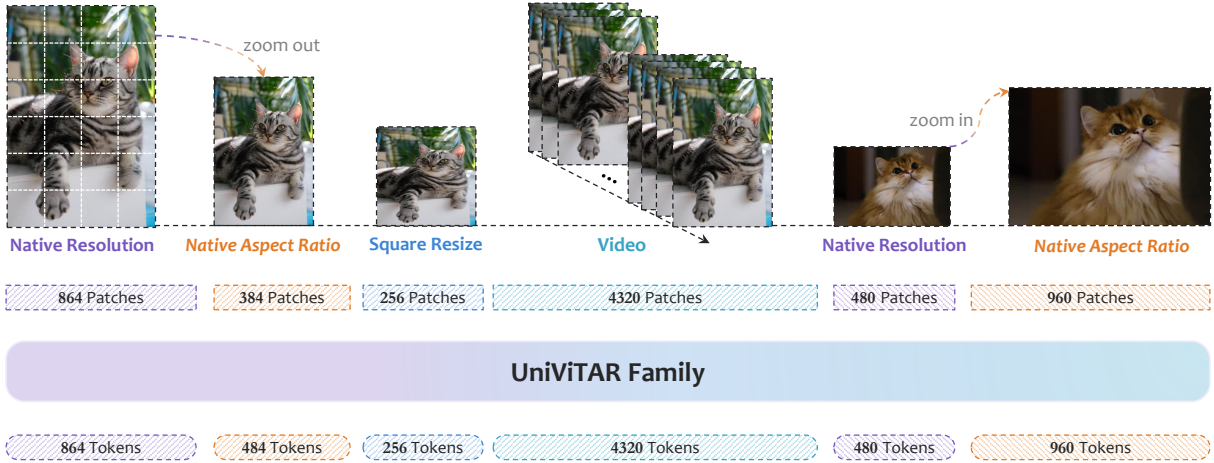 zoom out
zoom in
...
Native Resolution
Native Aspect Ratio
Square Resize
Video
Native Resolution
Native Aspect Ratio
864 Patches
384 Patches
256 Patches
4320 Patches
480 Patches
960 Patches
UniViTAR Family
864 Tokens
484 Tokens
256 Tokens
4320 Tokens
480 Tokens
960 Tokens